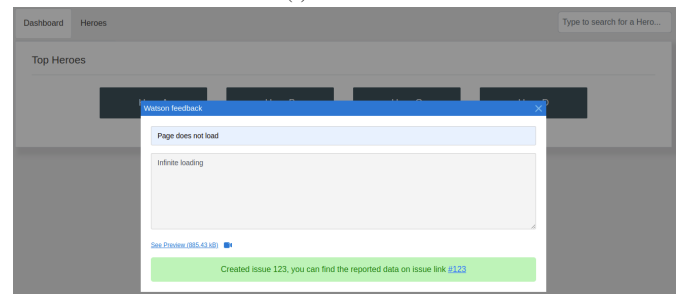 Dashboard Heroes Type to search for a Hero...
Top Heroes
Watson feedback
Page does not load
Infinite loading
See Preview (885.43 kB)
Created issue 123, you can find the reported data on issue link #123